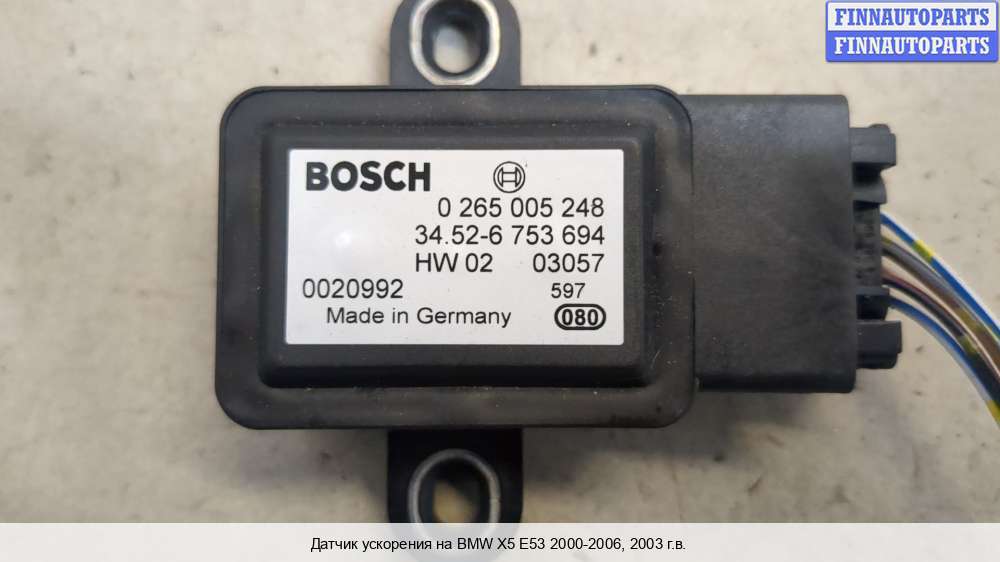 FINNAUTOPARTS
FINNAUTOPARTS
BOSCH
0 265 005 248
34.52-6 753 694
HW 02 03057
0020992 597
Made in Germany 080
Датчик ускорения на BMW X5 E53 2000-2006, 2003 г.в.